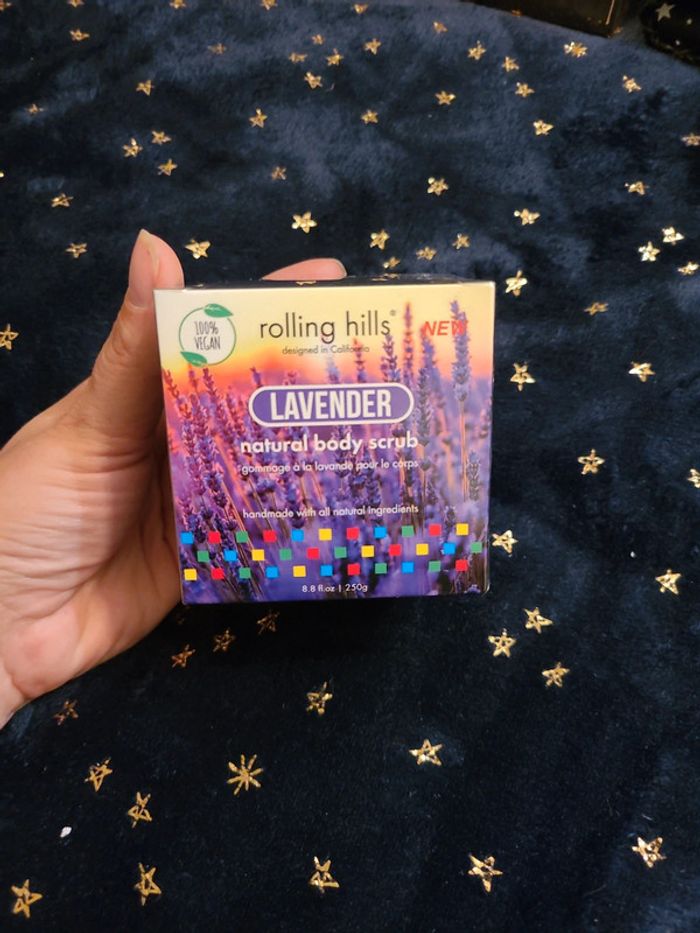 100%
VEGAN
rolling hills®
NEW
designed in California
LAVENDER
natural body scrub
gommage à la lavande pour le corps
handmade with all natural ingredients
8.8 fl.oz | 250g